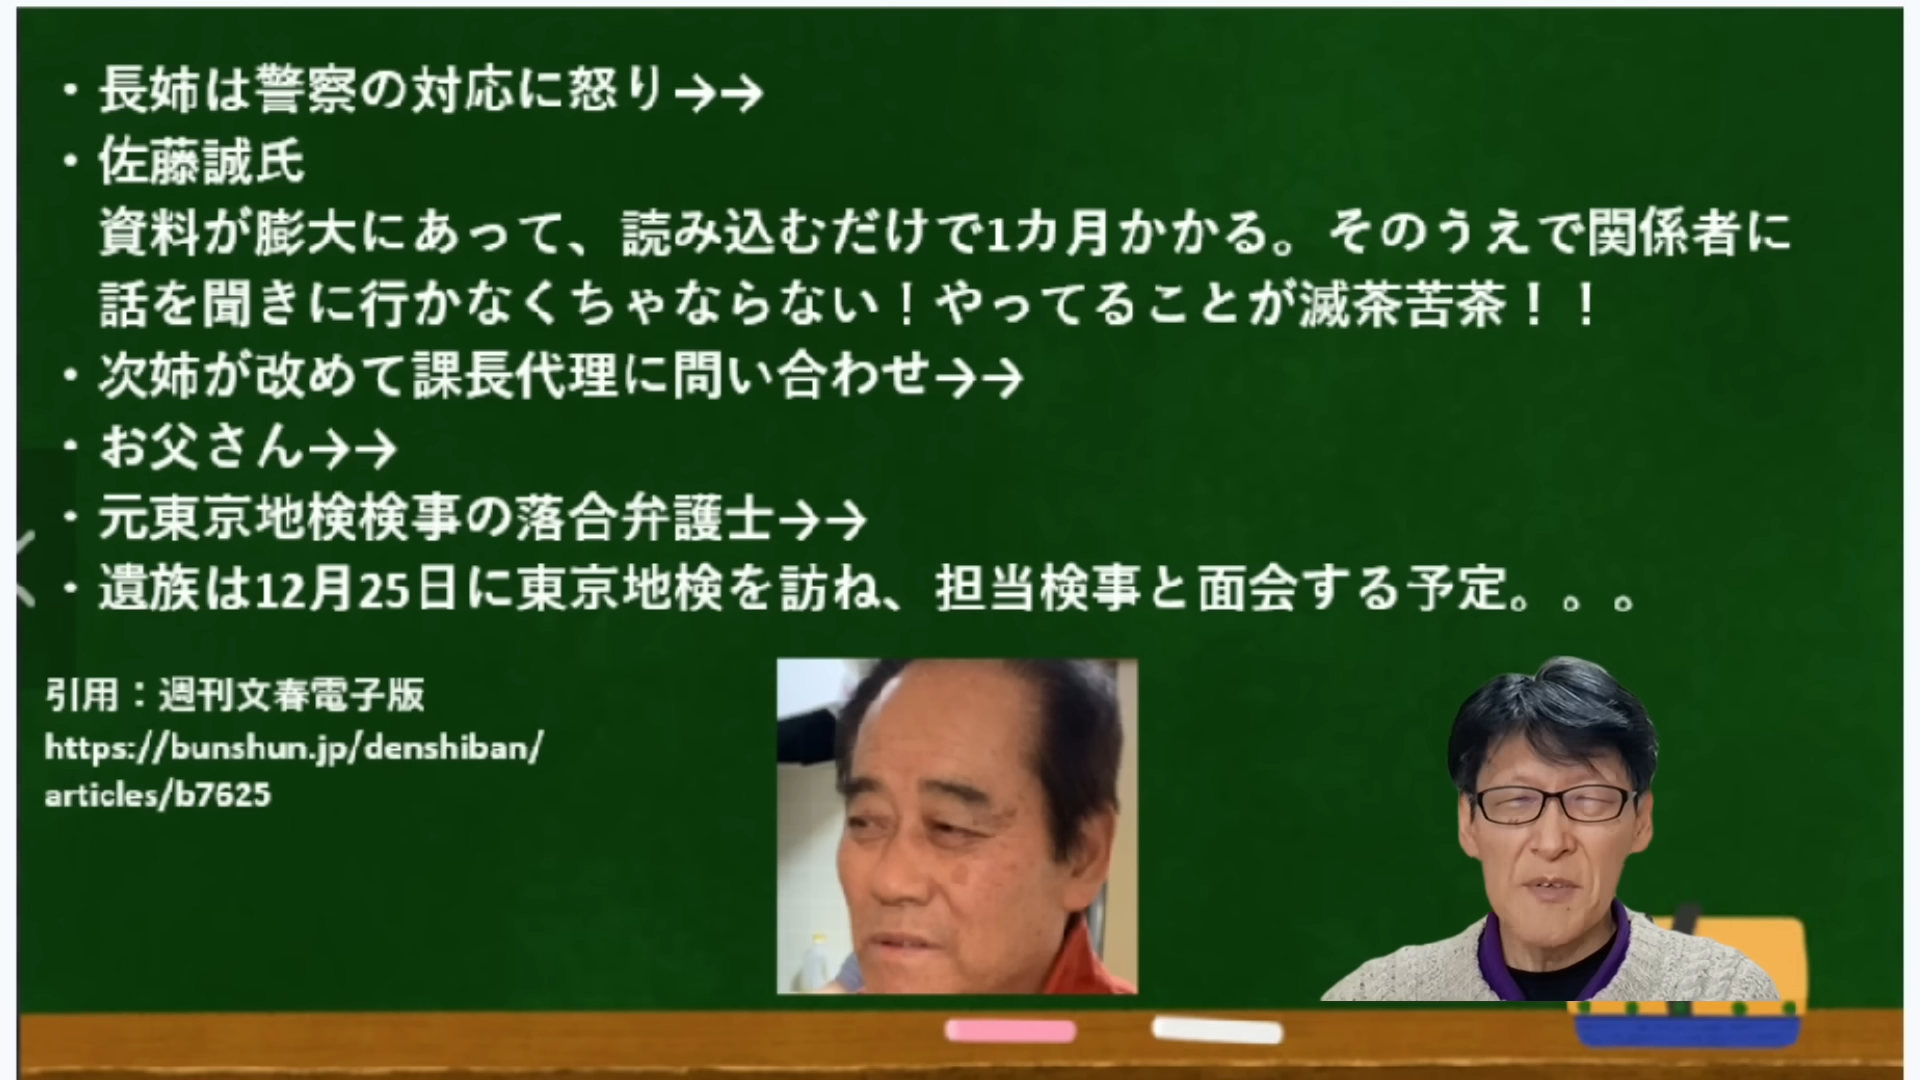 ・長姉は警察の対応に怒り→→
・佐藤誠氏
資料が膨大にあって、読み込むだけで1カ月かかる。そのうえで関係者に
話を聞きに行かなくちゃならない！やってることが滅茶苦茶！！
・次姉が改めて課長代理に問い合わせ→→
・お父さん→→
・元東京地検検事の落合弁護士→→
・遺族は12月25日に東京地検を訪ね、担当検事と面会する予定。。。
引用：週刊文春電子版
https://bunshun.jp/denshiban/
articles/b7625